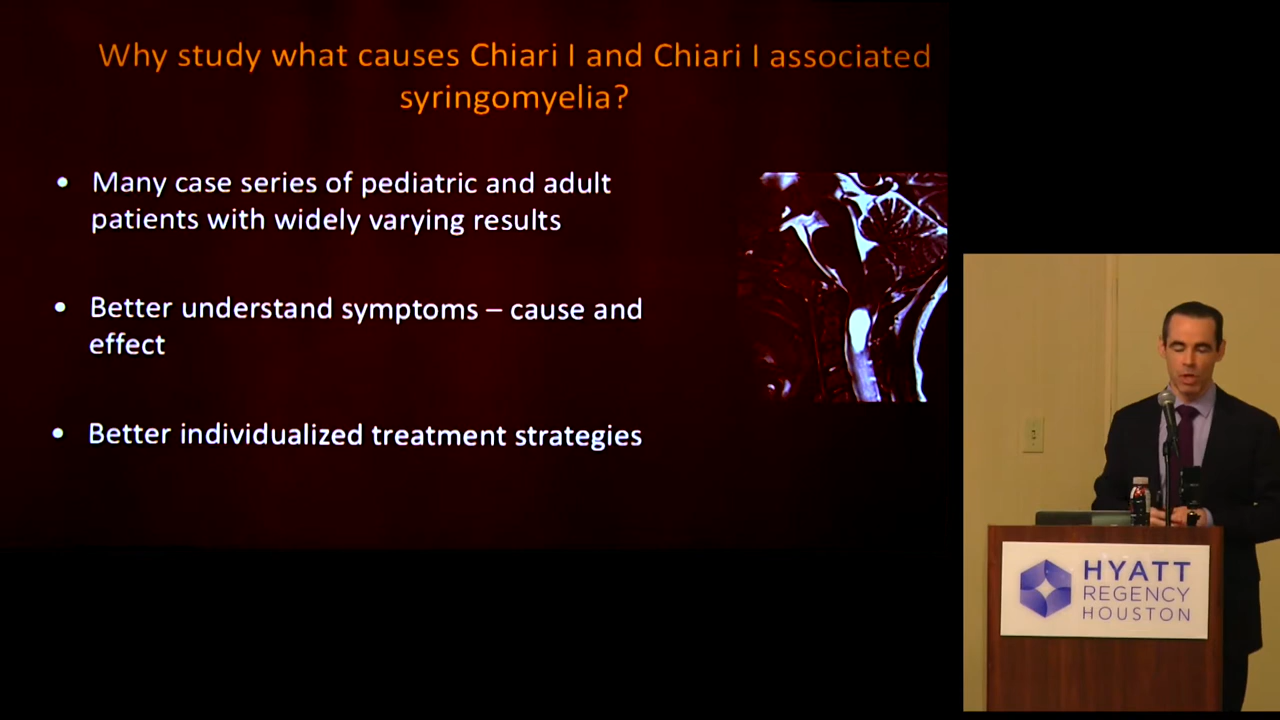 Why study what causes Chiari I and Chiari I associated
syringomyelia?
• Many case series of pediatric and adult
patients with widely varying results
• Better understand symptoms – cause and
effect
• Better individualized treatment strategies
HYATT
REGENCY
HOUSTON